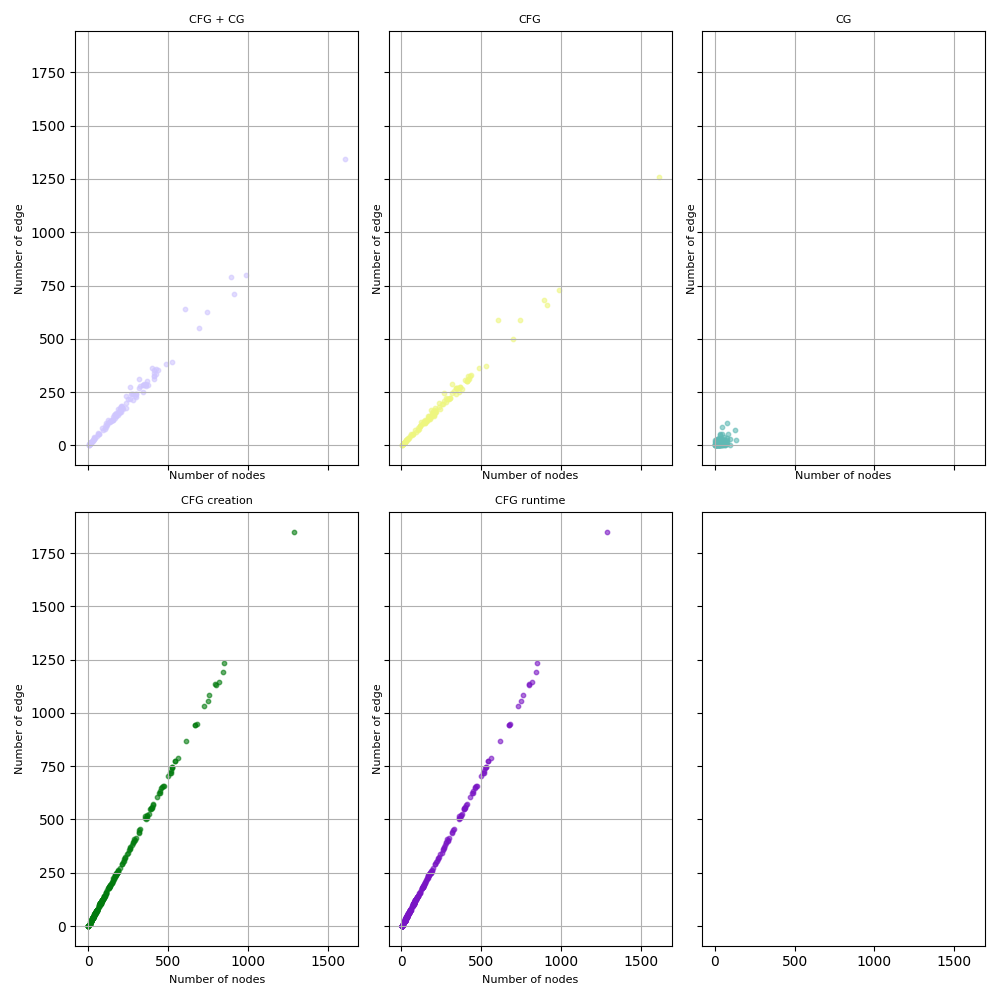 CFG + CG
CFG
CG
1750
1500
1250
1000
750
500
250
0
Number of edge
Number of edge
Number of edge
Number of nodes
Number of nodes
Number of nodes
CFG creation
CFG runtime
1750
1500
1250
1000
750
500
250
0
Number of edge
Number of edge
0 500 1000 1500
0 500 1000 1500
0 500 1000 1500
Number of nodes
Number of nodes